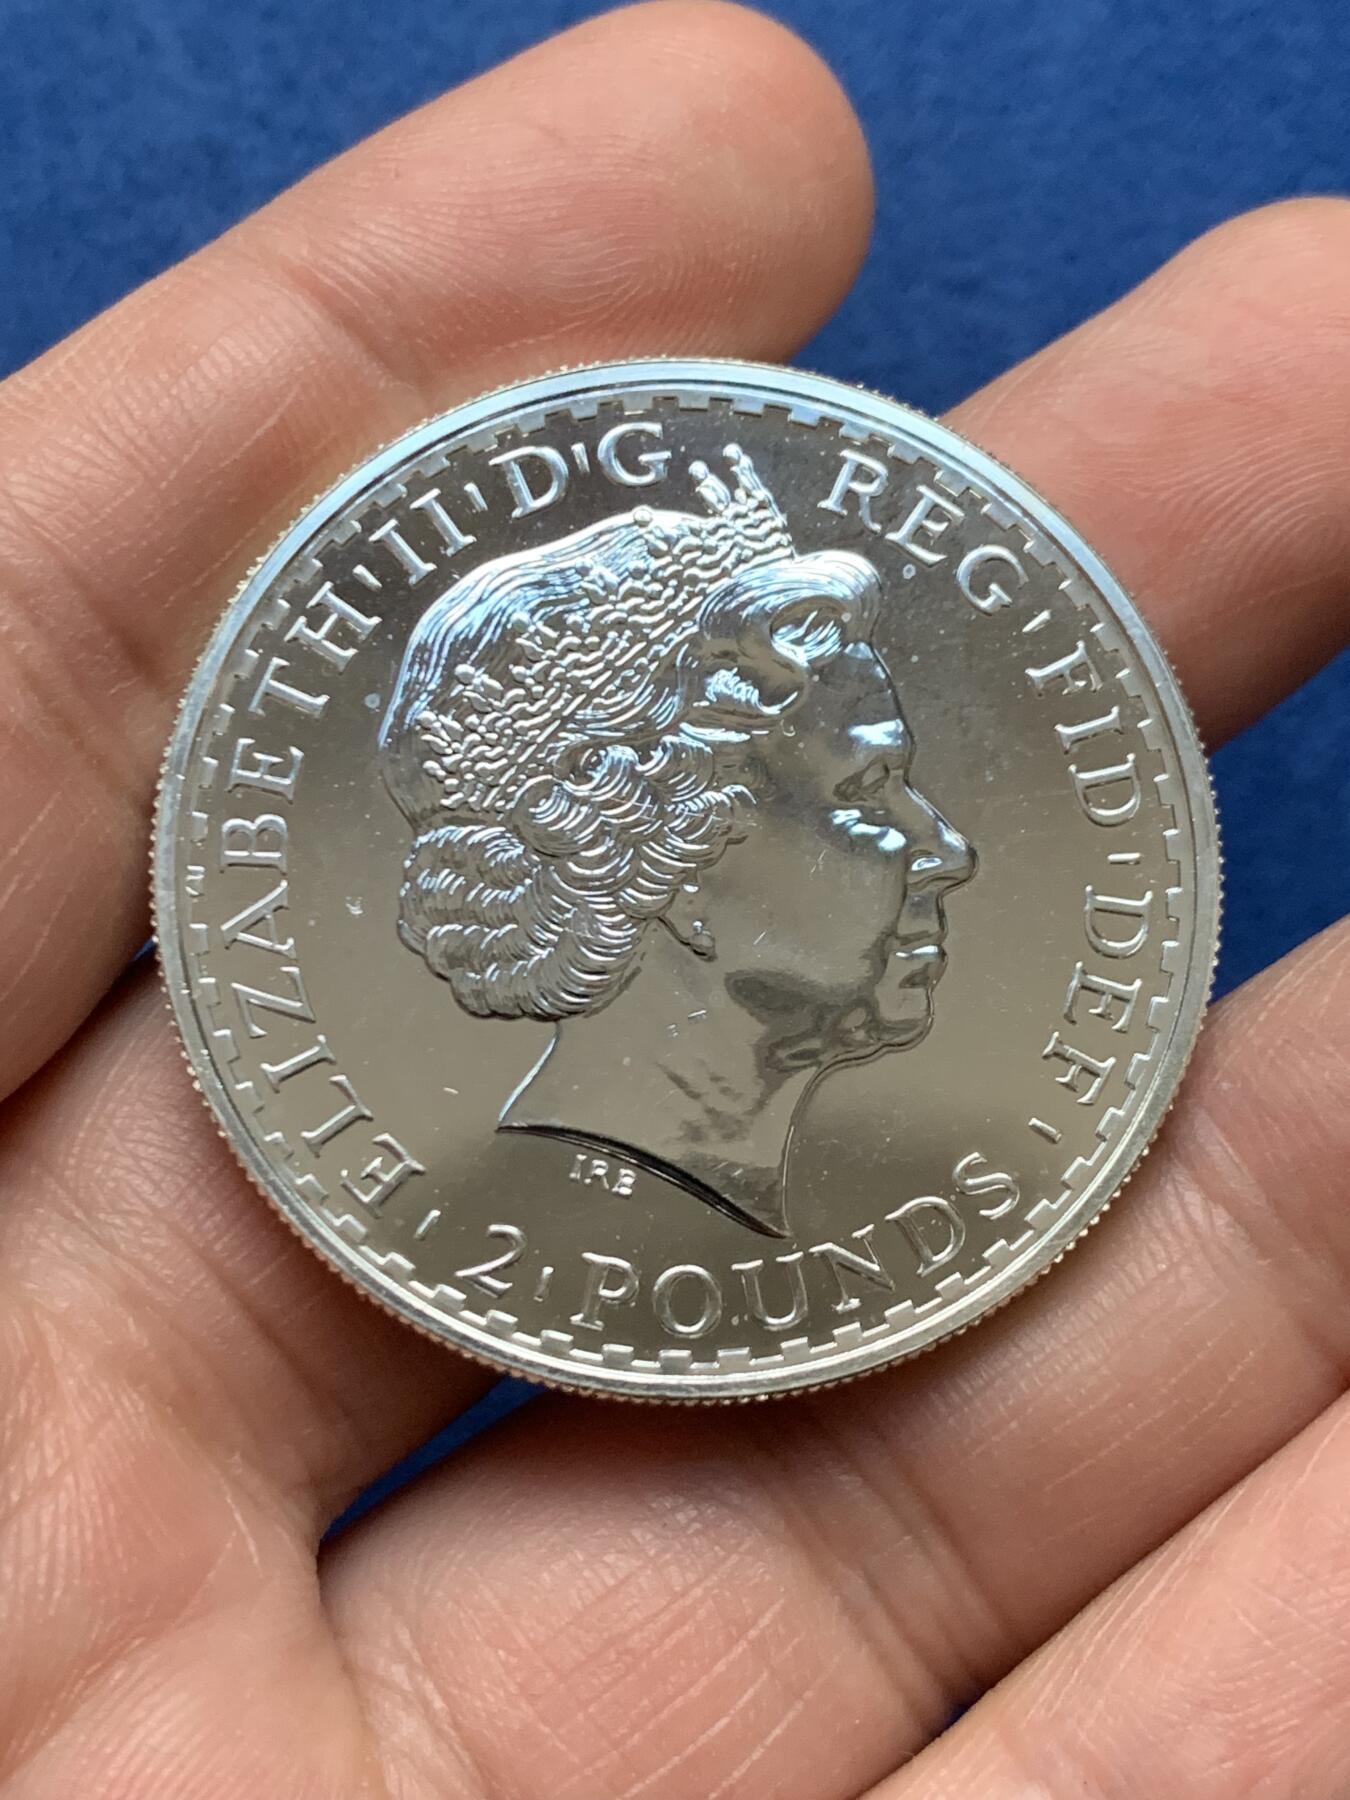 ELIZABETH · II · D · G REG · FID · DEF ·
2 · POUNDS
IRB